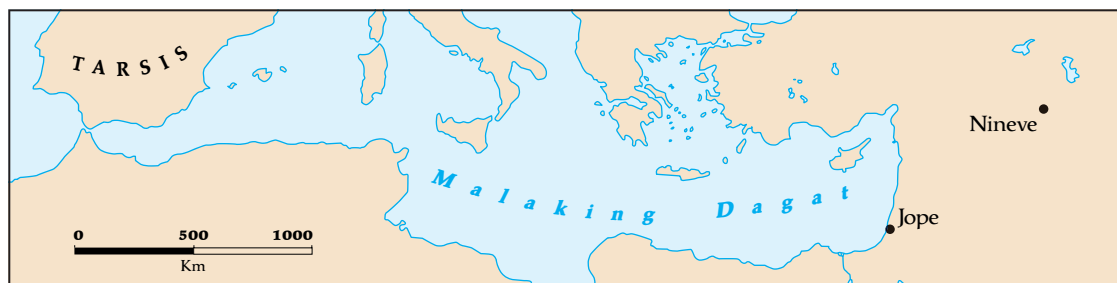 TARSIS
Nineve
Malaking Dagat
Jope
0 500 1000
Km